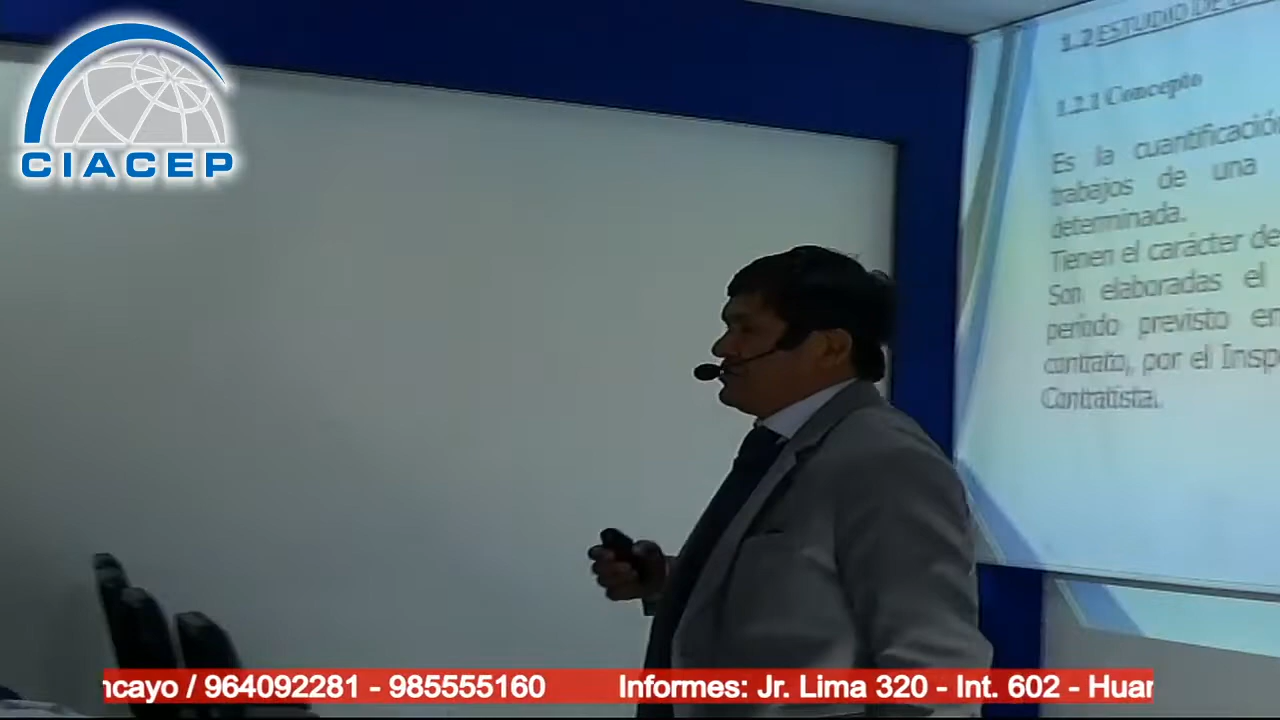 CIACEP
1.2 ESTUDIO DE
1.2.1 Concepto
Es la cuantificación
trabajos de una
determinada.
Tienen el carácter de
Son elaboradas el
periodo previsto en
contrato, por el Insp
Contratista.
ncayo / 964092281 - 985555160 Informes: Jr. Lima 320 - Int. 602 - Huan